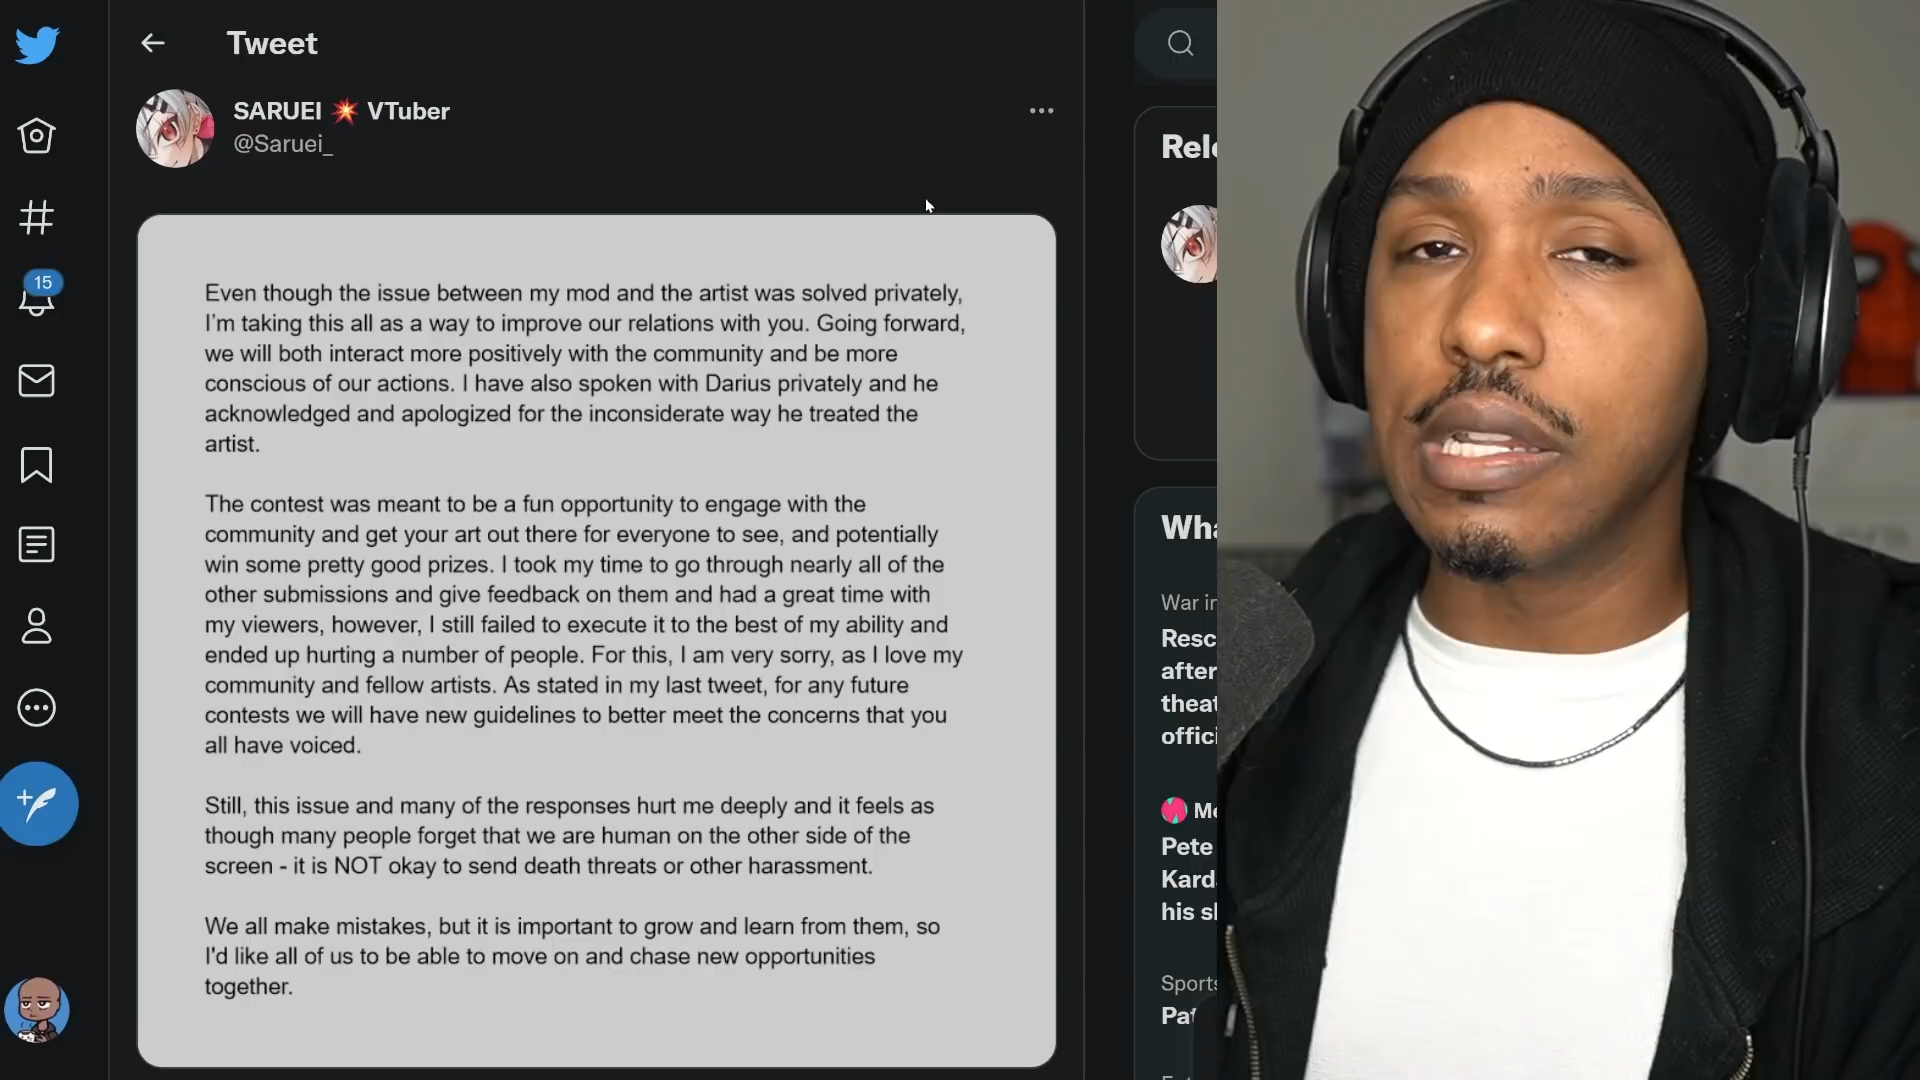 Tweet
SARUEI 💥 VTuber
@Saruei_
15
Even though the issue between my mod and the artist was solved privately,
I'm taking this all as a way to improve our relations with you. Going forward,
we will both interact more positively with the community and be more
conscious of our actions. I have also spoken with Darius privately and he
acknowledged and apologized for the inconsiderate way he treated the
artist.
The contest was meant to be a fun opportunity to engage with the
community and get your art out there for everyone to see, and potentially
win some pretty good prizes. I took my time to go through nearly all of the
other submissions and give feedback on them and had a great time with
my viewers, however, I still failed to execute it to the best of my ability and
ended up hurting a number of people. For this, I am very sorry, as I love my
community and fellow artists. As stated in my last tweet, for any future
contests we will have new guidelines to better meet the concerns that you
all have voiced.
Still, this issue and many of the responses hurt me deeply and it feels as
though many people forget that we are human on the other side of the
screen - it is NOT okay to send death threats or other harassment.
We all make mistakes, but it is important to grow and learn from them, so
I'd like all of us to be able to move on and chase new opportunities
together.
War in
after
Pete
his
Sports